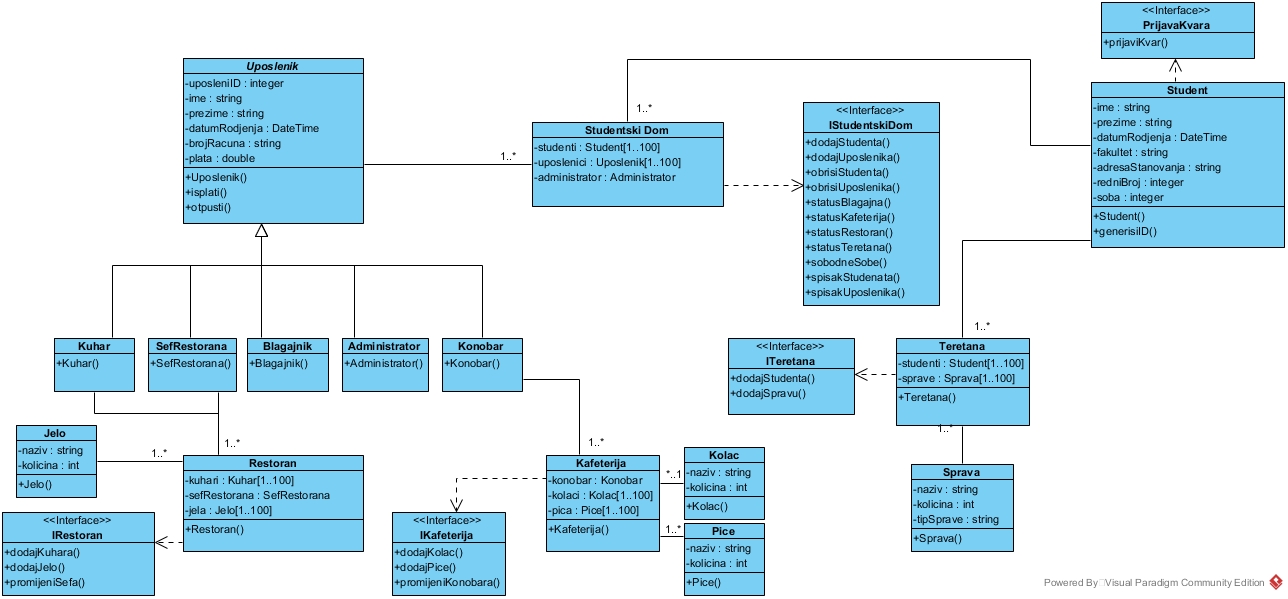 <<Interface>>
PrijavaKvara
+prijaviKvar()
Uposlenik
-uposleniID : integer
-ime : string
-prezime : string
-datumRodjenja : DateTime
-brojRacuna : string
-plata : double
+Uposlenik()
+isplati()
+otpusti()
1..*
1..*
Studentski Dom
-studenti : Student[1..100]
-uposlenici : Uposlenik[1..100]
-administrator : Administrator
<<Interface>>
IStudentskiDom
+dodajStudenta()
+dodajUposlenika()
+obrisiStudenta()
+obrisiUposlenika()
+statusBlagajna()
+statusKafeterija()
+statusRestoran()
+statusTeretana()
+sobodneSobe()
+spisakStudenata()
+spisakUposlenika()
Student
-ime : string
-prezime : string
-datumRodjenja : DateTime
-fakultet : string
-adresaStanovanja : string
-redniBroj : integer
-soba : integer
+Student()
+generisiID()
Kuhar
+Kuhar()
SefRestorana
+SefRestorana()
Blagajnik
+Blagajnik()
Administrator
+Administrator()
Konobar
+Konobar()
<<Interface>>
ITeretana
+dodajStudenta()
+dodajSpravu()
1..*
Teretana
-studenti : Student[1..100]
-sprave : Sprava[1..100]
+Teretana()
1..*
Jelo
-naziv : string
-kolicina : int
+Jelo()
1..*
1..*
Restoran
-kuhari : Kuhar[1..100]
-sefRestorana : SefRestorana
-jela : Jelo[1..100]
+Restoran()
<<Interface>>
IRestoran
+dodajKuhara()
+dodajJelo()
+promijeniSefa()
1..*
Kafeterija
-konobar : Konobar
-kolaci : Kolac[1..100]
-pica : Pice[1..100]
+Kafeterija()
<<Interface>>
IKafeterija
+dodajKolac()
+dodajPice()
+promijeniKonobara()
*..1
Kolac
-naziv : string
-kolicina : int
+Kolac()
1..*
Pice
-naziv : string
-kolicina : int
+Pice()
Sprava
-naziv : string
-kolicina : int
-tipSprave : string
+Sprava()
Powered By Visual Paradigm Community Edition